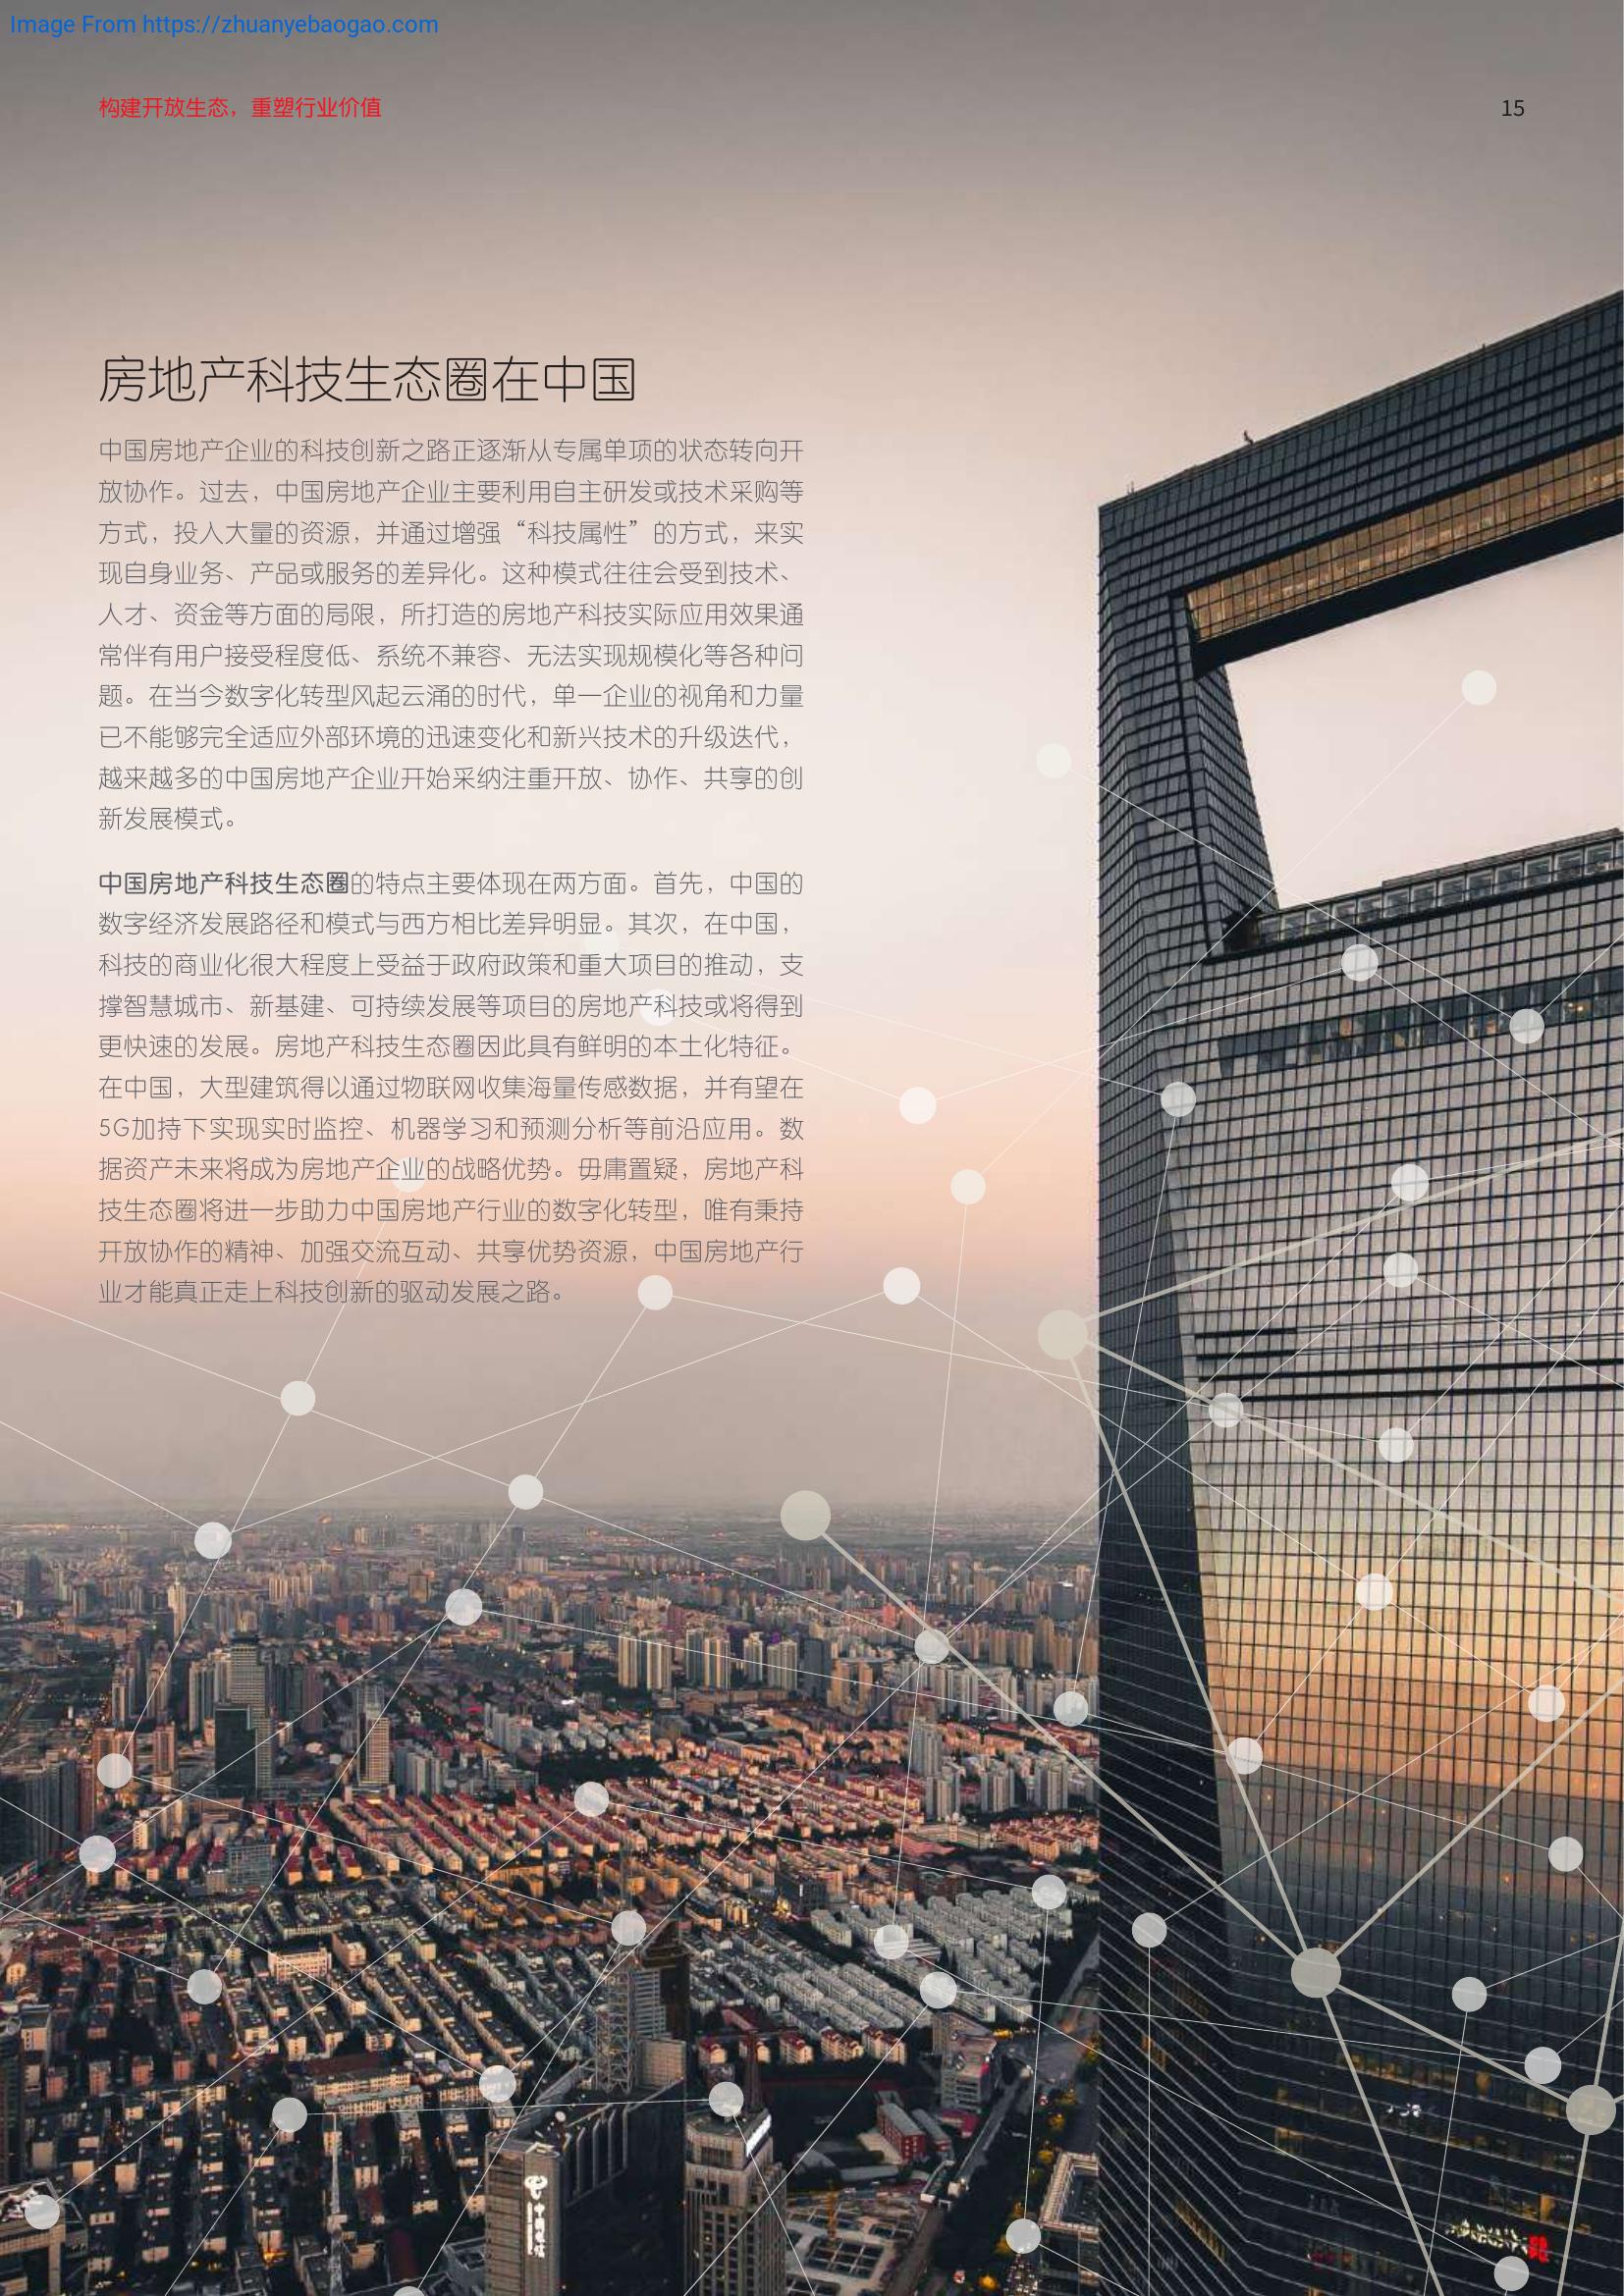 Image From https://zhuanyebaogao.com
构建开放生态，重塑行业价值
15
房地产科技生态圈在中国
中国房地产企业的科技创新之路正逐渐从专属单项的状态转向开
放协作。过去，中国房地产企业主要利用自主研发或技术采购等
方式，投入大量的资源，并通过增强“科技属性”的方式，来实
现自身业务、产品或服务的差异化。这种模式往往会受到技术、
人才、资金等方面的局限，所打造的房地产科技实际应用效果通
常伴有用户接受程度低、系统不兼容、无法实现规模化等各种问
题。在当今数字化转型风起云涌的时代，单一企业的视角和力量
已不能够完全适应外部环境的迅速变化和新兴技术的升级迭代，
越来越多的中国房地产企业开始采纳注重开放、协作、共享的创
新发展模式。
中国房地产科技生态圈的特点主要体现在两方面。首先，中国的
数字经济发展路径和模式与西方相比差异明显。其次，在中国，
科技的商业化很大程度上受益于政府政策和重大项目的推动，支
撑智慧城市、新基建、可持续发展等项目的房地产科技或将得到
更快速的发展。房地产科技生态圈因此具有鲜明的本土化特征。
在中国，大型建筑得以通过物联网收集海量传感数据，并有望在
5G加持下实现实时监控、机器学习和预测分析等前沿应用。数
据资产未来将成为房地产企业的战略优势。毋庸置疑，房地产科
技生态圈将进一步助力中国房地产行业的数字化转型，唯有秉持
开放协作的精神、加强交流互动、共享优势资源，中国房地产行
业才能真正走上科技创新的驱动发展之路。
中国电信